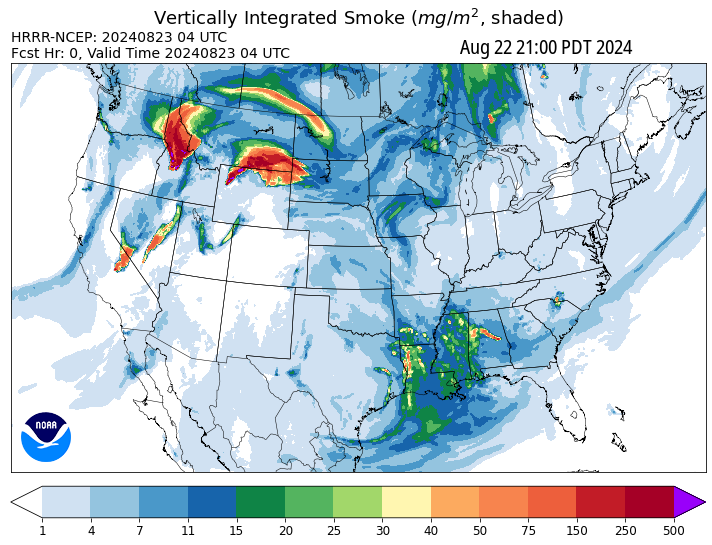 Vertically Integrated Smoke (mg/m², shaded)
HRRR-NCEP: 20240823 04 UTC
Fcst Hr: 0, Valid Time 20240823 04 UTC
Aug 22 21:00 PDT 2024
NOAA
1 4 7 11 15 20 25 30 40 50 75 150 250 500